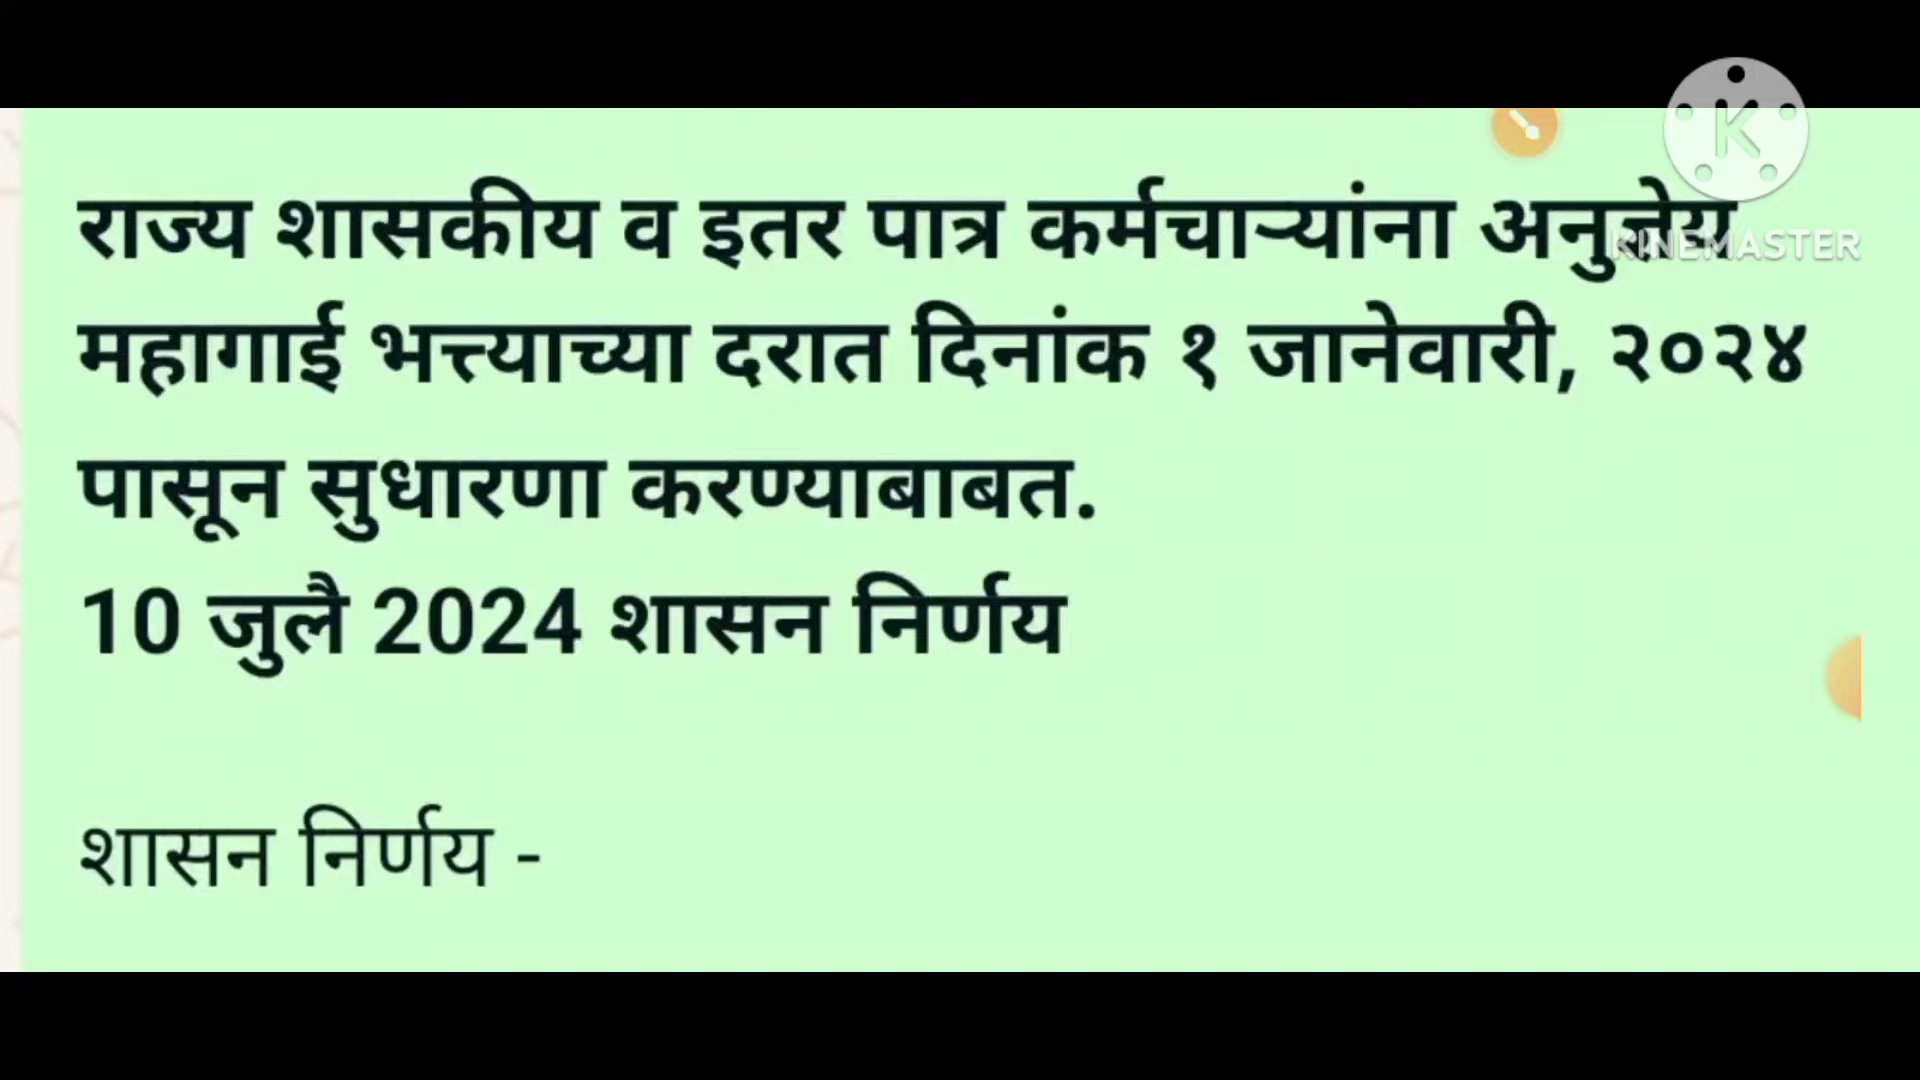 K
KINEMASTER
राज्य शासकीय व इतर पात्र कर्मचाऱ्यांना अनुज्ञेय
महागाई भत्त्याच्या दरात दिनांक १ जानेवारी, २०२४
पासून सुधारणा करण्याबाबत.
10 जुलै 2024 शासन निर्णय
शासन निर्णय -